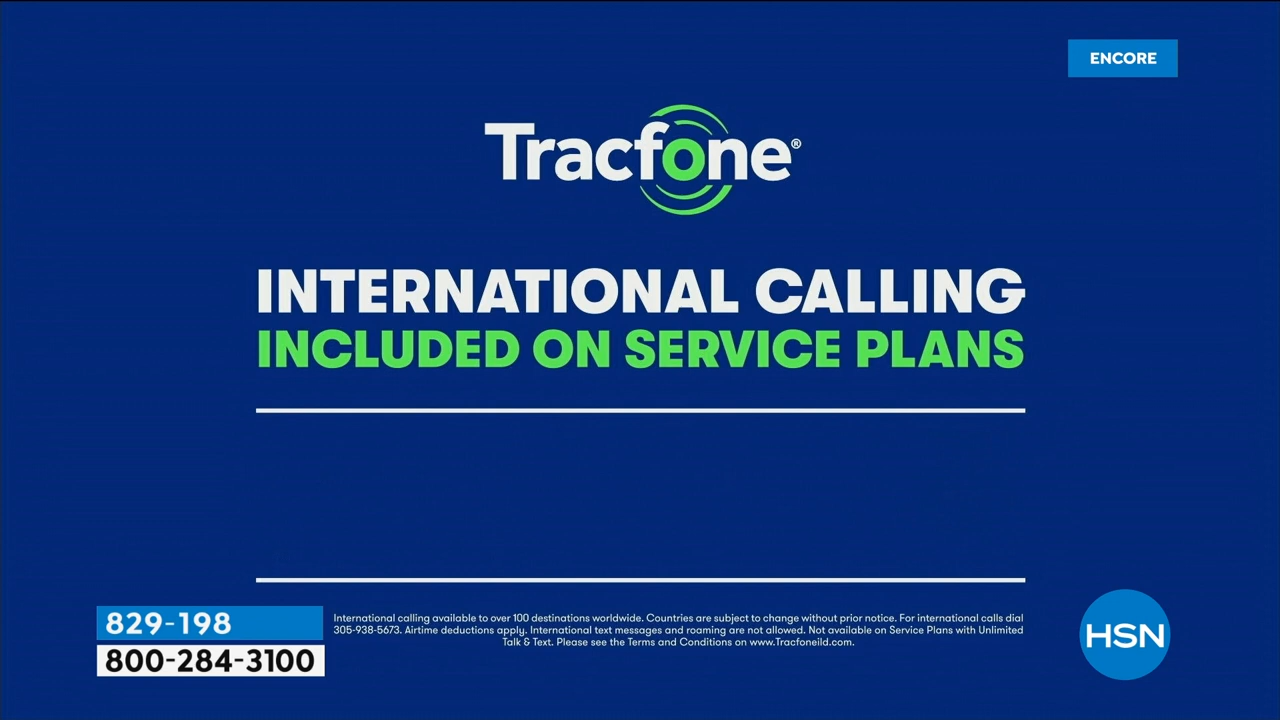 ENCORE
Tracfone®
INTERNATIONAL CALLING
INCLUDED ON SERVICE PLANS
829-198
800-284-3100
International calling available to over 100 destinations worldwide. Countries are subject to change without prior notice. For international calls dial
305-938-5673. Airtime deductions apply. International text messages and roaming are not allowed. Not available on Service Plans with Unlimited
Talk & Text. Please see the Terms and Conditions on www.Tracfoneild.com.
HSN